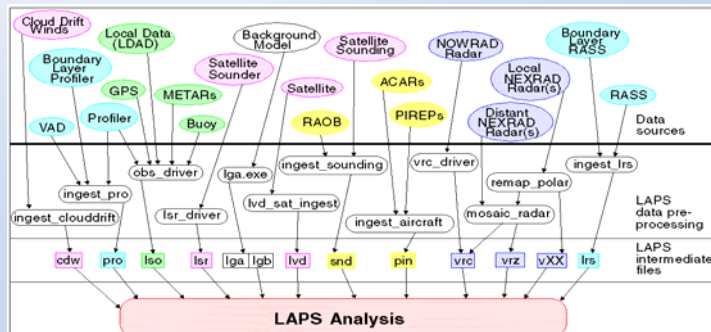 Cloud Drift
Winds
Local Data
(LDAD)
Background
Model
Satellite
Sounding
NOWRAD
Radar
Boundary
Layer
RASS
Boundary
Layer
Profiler
Satellite
Sounder
Local
NEXRAD
Radar(s)
GPS
METARs
Satellite
ACARs
RASS
VAD
Profiler
Buoy
RAOB
PIREPs
Distant
NEXRAD
Radar(s)
Data
sources
obs_driver
lga.exe
ingest_sounding
vrc_driver
ingest_lrs
ingest_pro
lvd_sat_ingest
remap_polar
ingest_clouddrift
lsr_driver
ingest_aircraft
mosaic_radar
LAPS
data pre-
processing
cdw
pro
lso
lsr
lga
lgb
lvd
snd
pin
vrc
vrz
vXX
lrs
LAPS
intermediate
files
LAPS Analysis